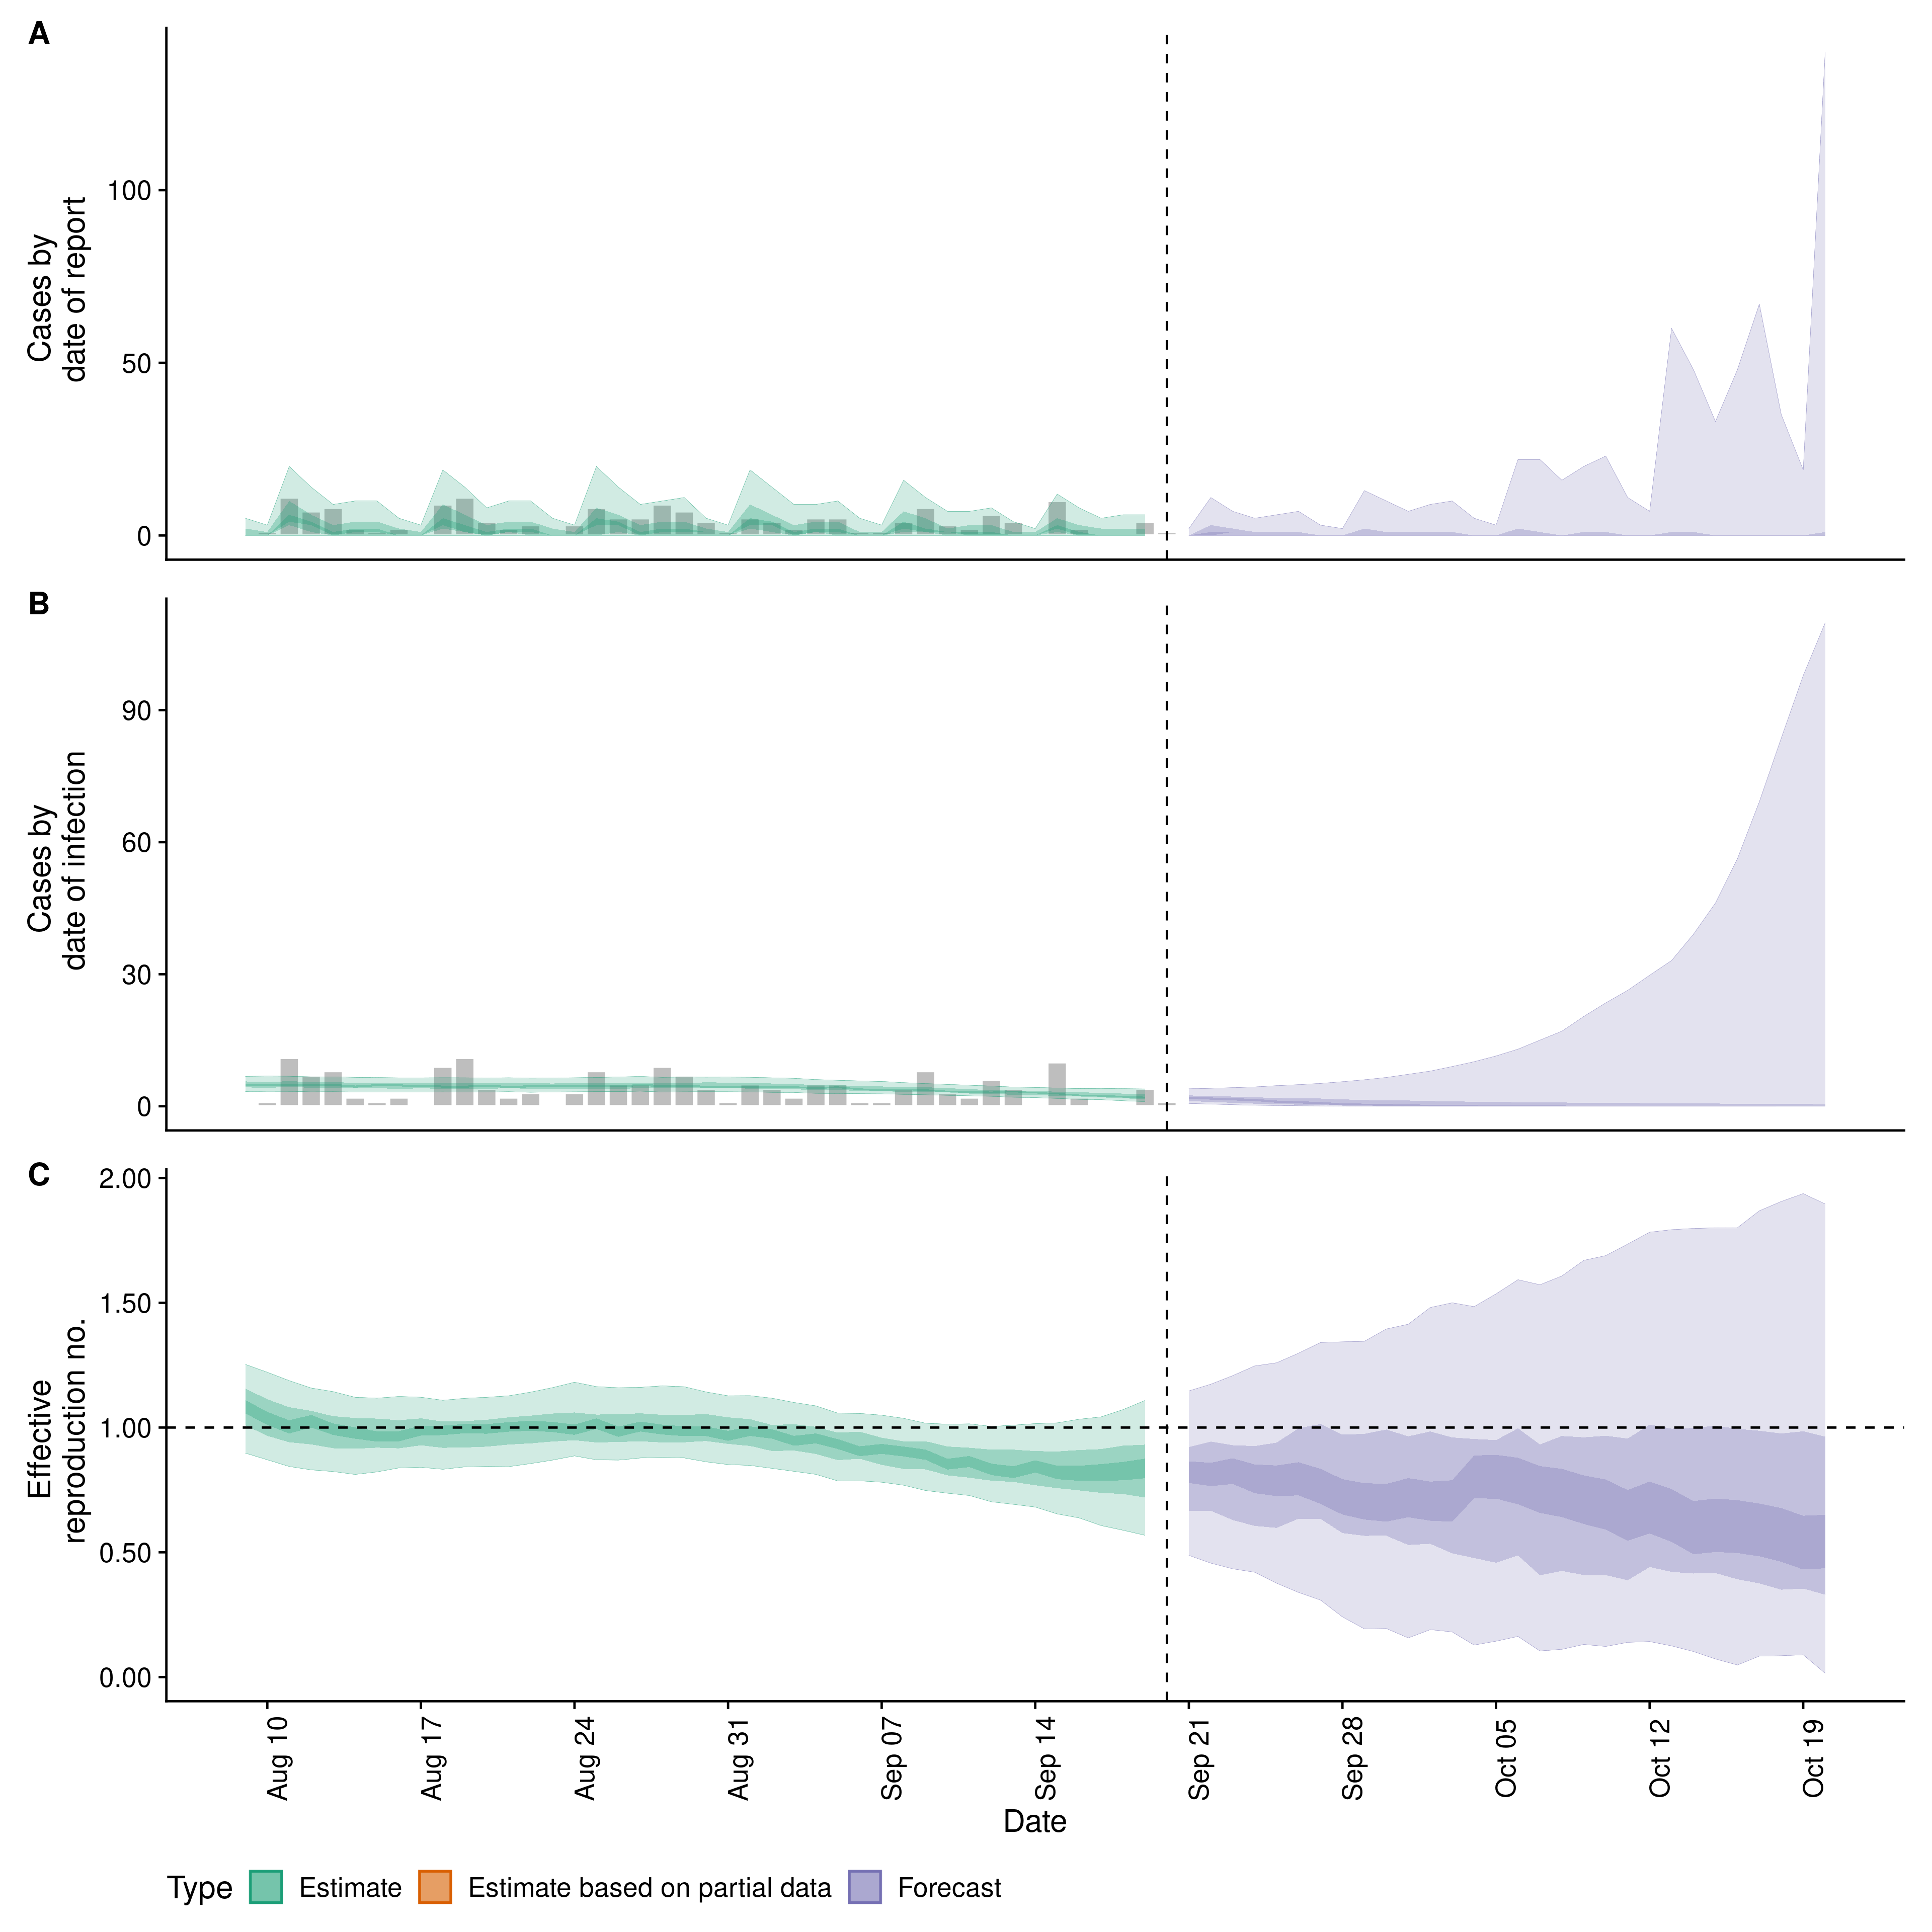 A
Cases by
date of report
100
50
0
B
Cases by
date of infection
90
60
30
0
C
Effective
reproduction no.
2.00
1.50
1.00
0.50
0.00
Aug 10
Aug 17
Aug 24
Aug 31
Sep 07
Sep 14
Sep 21
Sep 28
Oct 05
Oct 12
Oct 19
Date
Type Estimate Estimate based on partial data Forecast